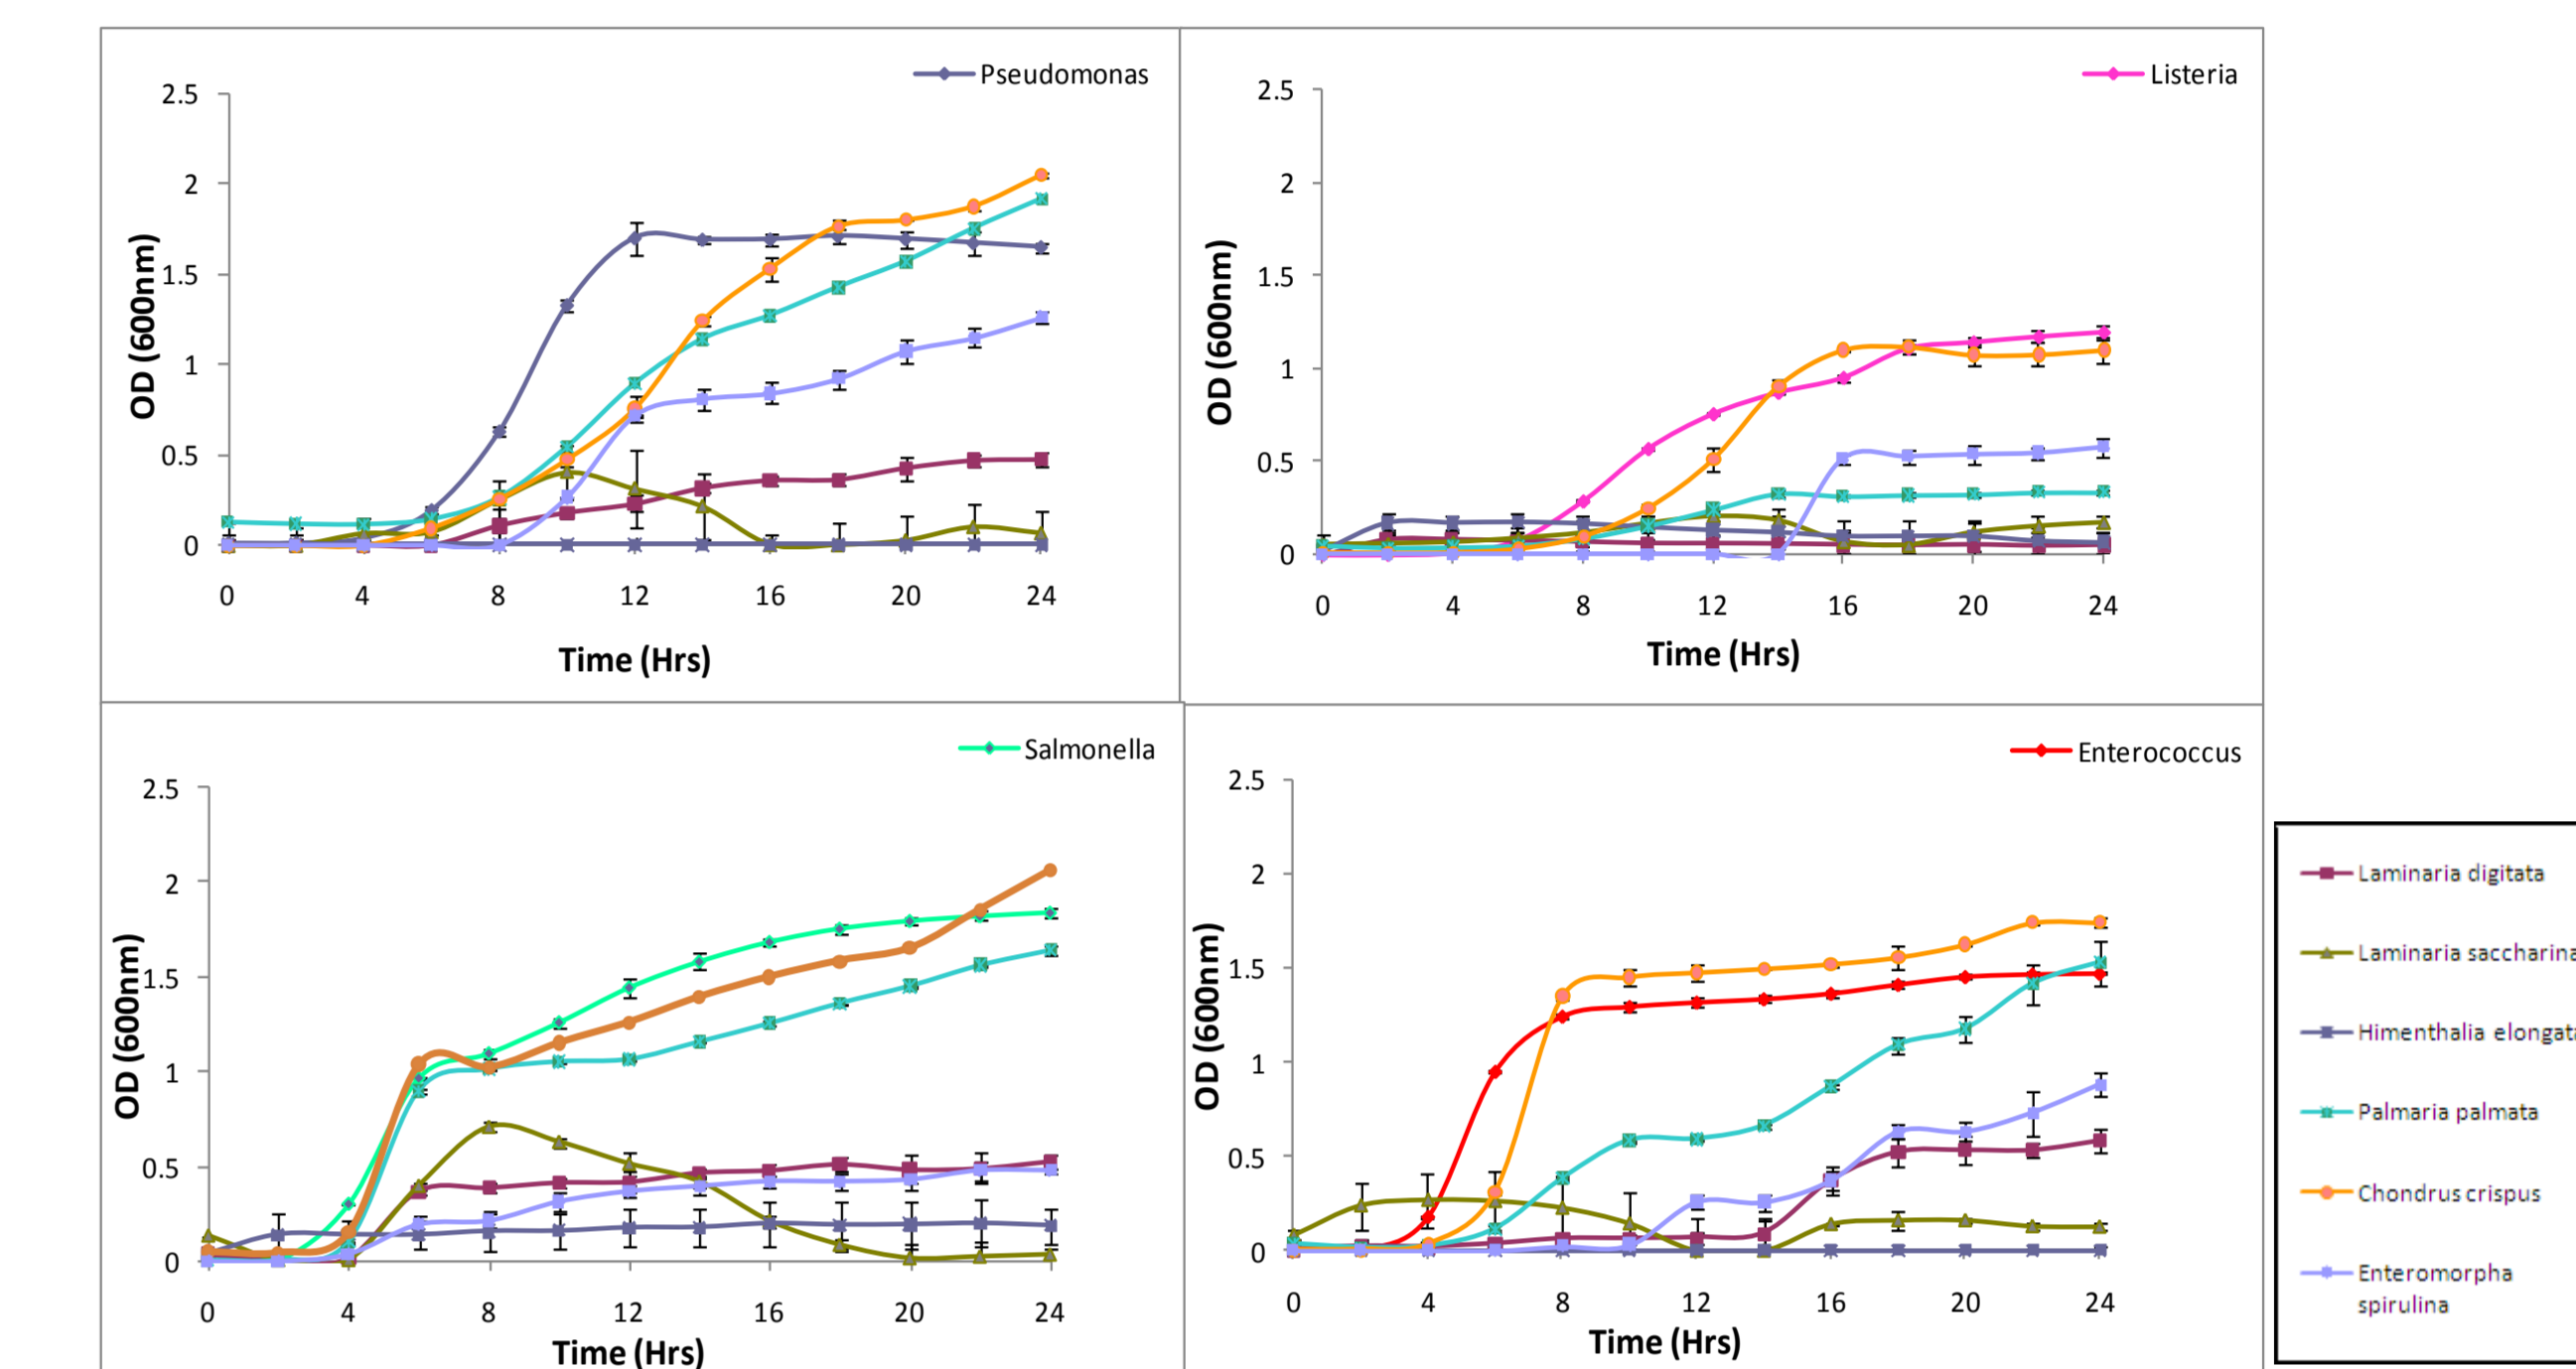 Pseudomonas
2.5
2
1.5
1
0.5
0
OD (600nm)
0 4 8 12 16 20 24
Time (Hrs)
Listeria
2.5
2
1.5
1
0.5
0
OD (600nm)
0 4 8 12 16 20 24
Time (Hrs)
Salmonella
2.5
2
1.5
1
0.5
0
OD (600nm)
0 4 8 12 16 20 24
Time (Hrs)
Enterococcus
2.5
2
1.5
1
0.5
0
OD (600nm)
0 4 8 12 16 20 24
Time (Hrs)
Laminaria digitata
Laminaria saccharina
Himenthalia elongat
Palmaria palmata
Chondrus crispus
Enteromorpha
spirulina